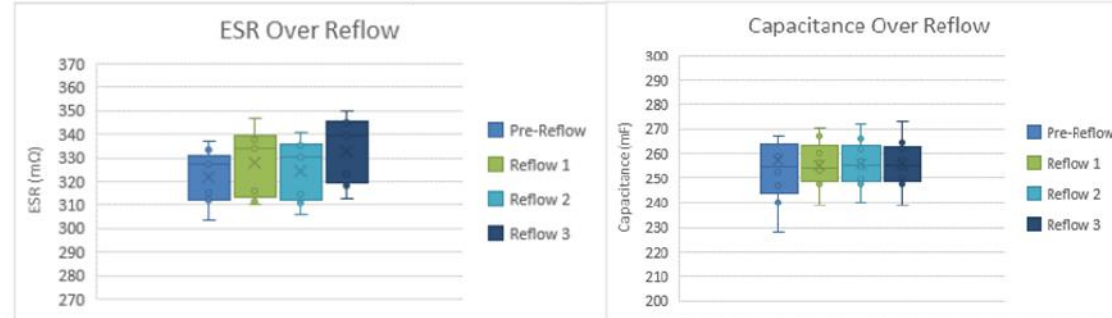 ESR Over Reflow
370
360
350
340
330
320
310
300
290
280
270
ESR (mΩ)
Pre-Reflow
Reflow 1
Reflow 2
Reflow 3
Capacitance Over Reflow
300
290
280
270
260
250
240
230
220
210
200
Capacitance (mF)
Pre-Reflow
Reflow 1
Reflow 2
Reflow 3